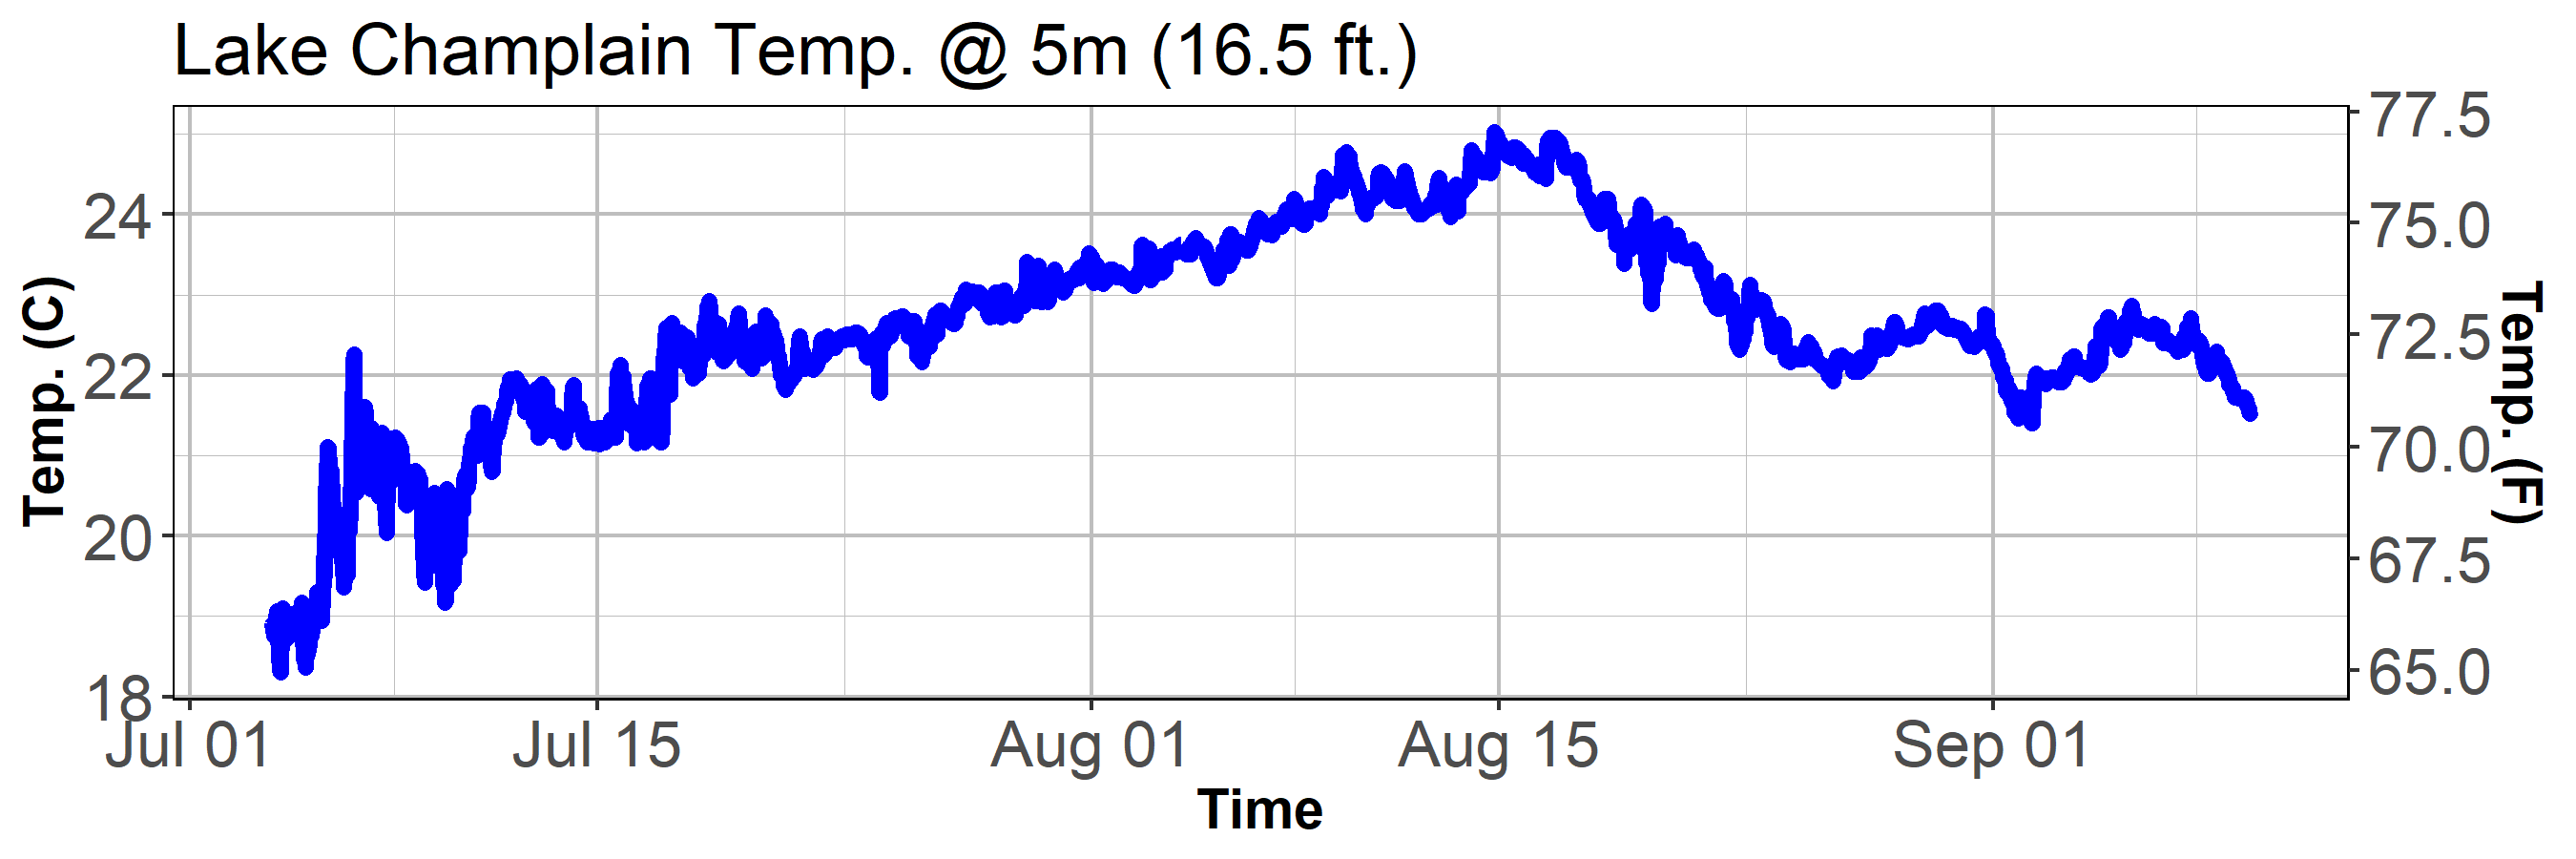 Lake Champlain Temp. @ 5m (16.5 ft.)
Temp. (C)
24
22
20
18
77.5
75.0
72.5
70.0
67.5
65.0
Temp. (F)
Jul 01 Jul 15 Aug 01 Aug 15 Sep 01
Time